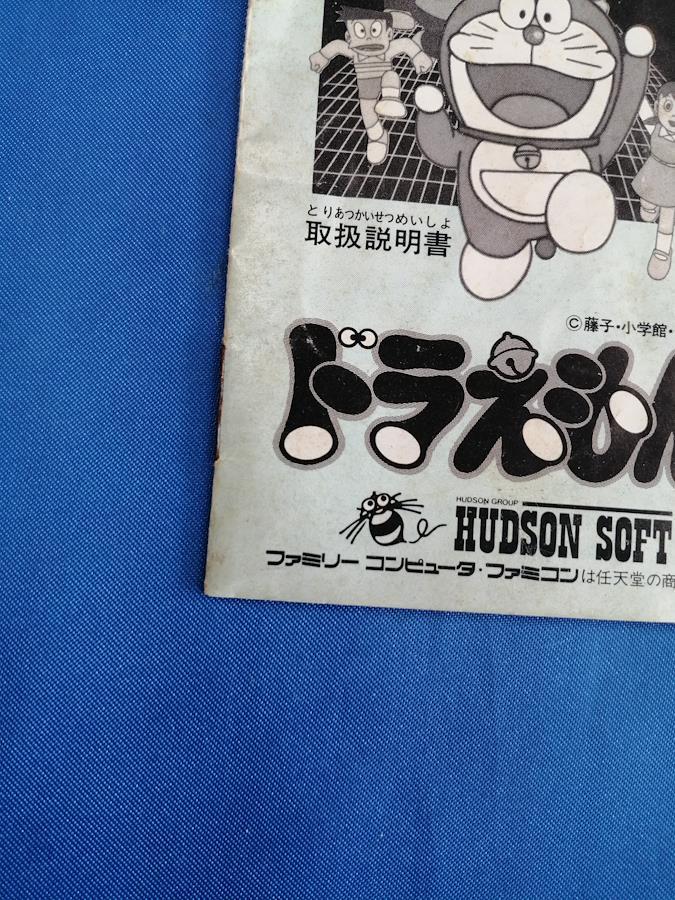 とりあつかいせつめいしよ
取扱説明書
©藤子・小学館・
ドラえもん
HUDSON GROUP
HUDSON SOFT
ファミリー コンピュータ・ファミコンは任天堂の商